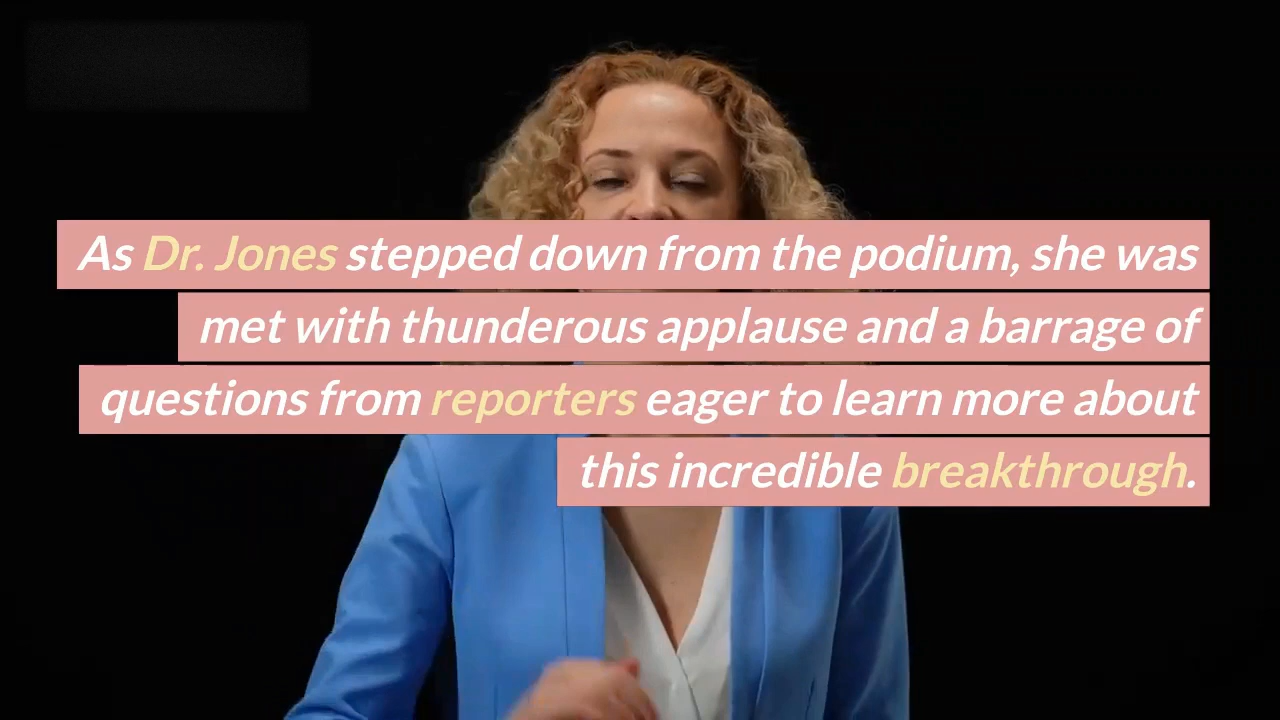 As Dr. Jones stepped down from the podium, she was
met with thunderous applause and a barrage of
questions from reporters eager to learn more about
this incredible breakthrough.